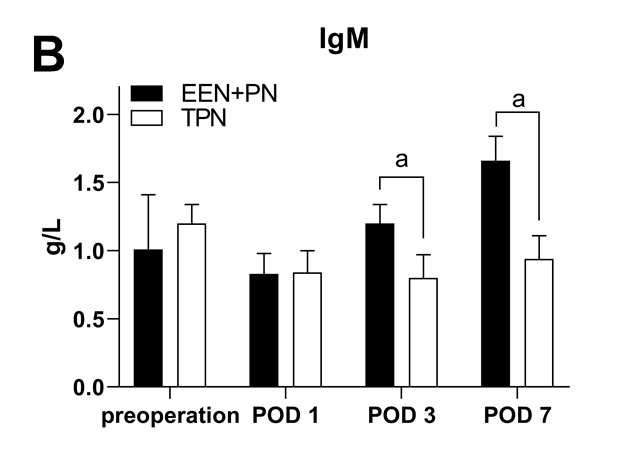 B
IgM
EEN+PN
TPN
g/L
2.0
1.5
1.0
0.5
0.0
a
a
preoperation POD 1 POD 3 POD 7